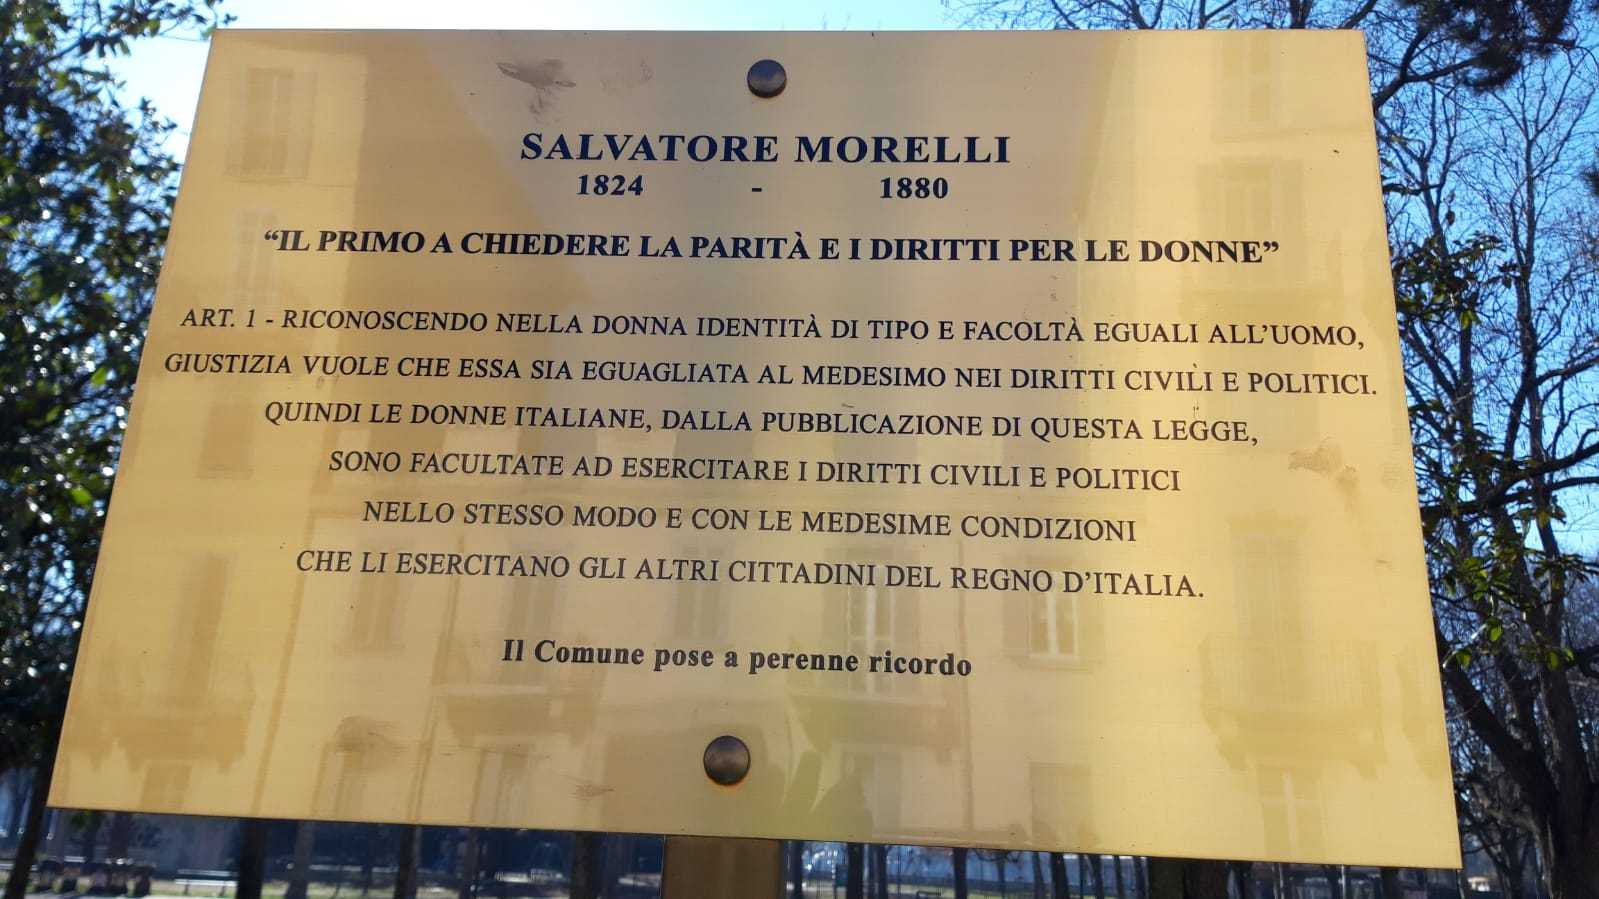 SALVATORE MORELLI
1824 - 1880
“IL PRIMO A CHIEDERE LA PARITÀ E I DIRITTI PER LE DONNE”
ART. 1 - RICONOSCENDO NELLA DONNA IDENTITÀ DI TIPO E FACOLTÀ EGUALI ALL’UOMO,
GIUSTIZIA VUOLE CHE ESSA SIA EGUAGLIATA AL MEDESIMO NEI DIRITTI CIVILI E POLITICI.
QUINDI LE DONNE ITALIANE, DALLA PUBBLICAZIONE DI QUESTA LEGGE,
SONO FACULTATE AD ESERCITARE I DIRITTI CIVILI E POLITICI
NELLO STESSO MODO E CON LE MEDESIME CONDIZIONI
CHE LI ESERCITANO GLI ALTRI CITTADINI DEL REGNO D’ITALIA.
Il Comune pose a perenne ricordo